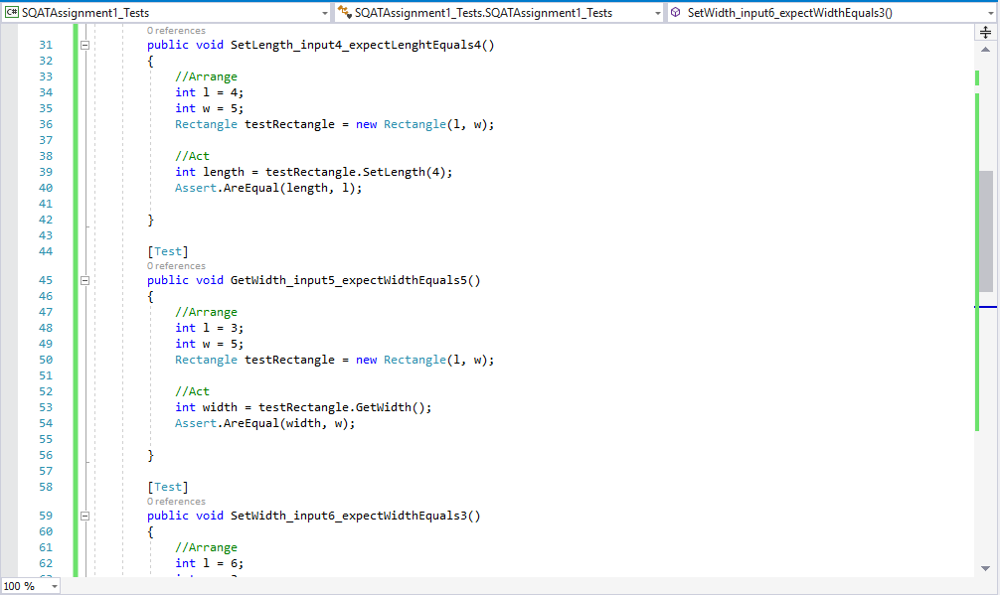 C# SQATAssignment1_Tests
SQATAssignment1_Tests.SQATAssignment1_Tests
SetWidth_input6_expectWidthEquals3()
0 references
31 public void SetLength_input4_expectLenghtEquals4()
32 {
33 //Arrange
34 int l = 4;
35 int w = 5;
36 Rectangle testRectangle = new Rectangle(l, w);
37
38 //Act
39 int length = testRectangle.SetLength(4);
40 Assert.AreEqual(length, l);
41
42 }
43
44 [Test]
0 references
45 public void GetWidth_input5_expectWidthEquals5()
46 {
47 //Arrange
48 int l = 3;
49 int w = 5;
50 Rectangle testRectangle = new Rectangle(l, w);
51
52 //Act
53 int width = testRectangle.GetWidth();
54 Assert.AreEqual(width, w);
55
56 }
57
58 [Test]
0 references
59 public void SetWidth_input6_expectWidthEquals3()
60 {
61 //Arrange
62 int l = 6;
100 %